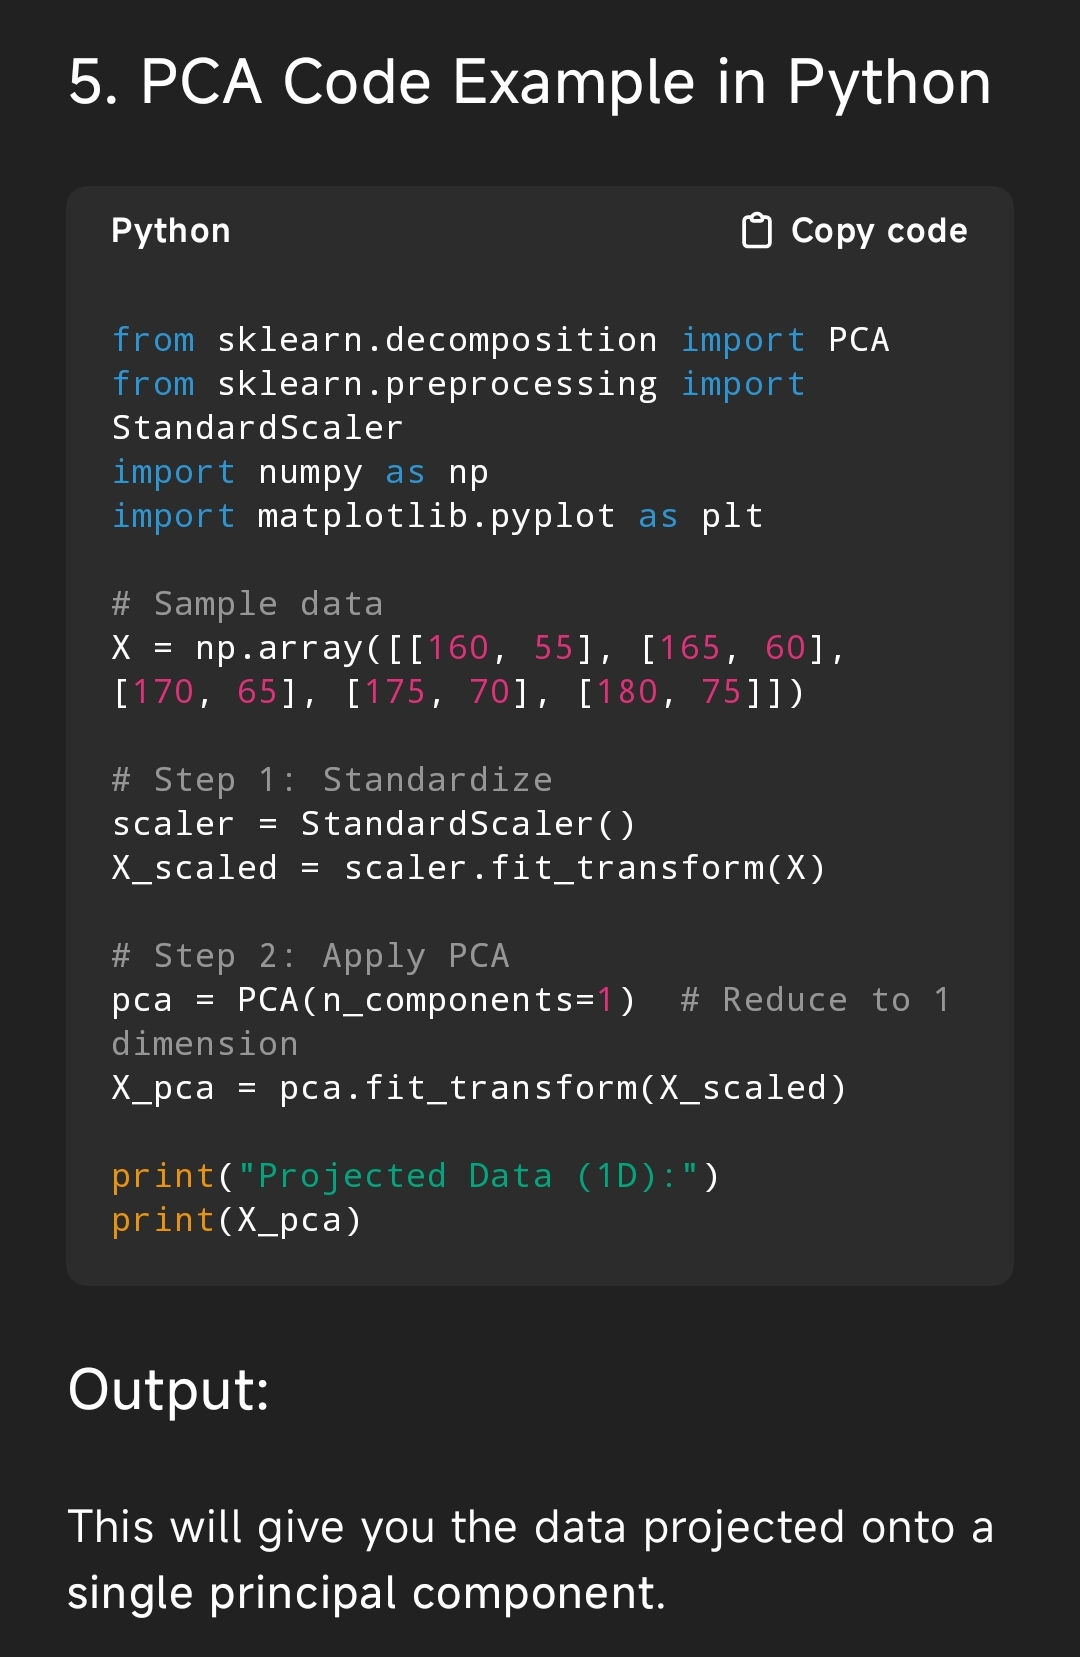 5. PCA Code Example in Python
Python
Copy code
from sklearn.decomposition import PCA
from sklearn.preprocessing import
StandardScaler
import numpy as np
import matplotlib.pyplot as plt
# Sample data
X = np.array([[160, 55], [165, 60],
[170, 65], [175, 70], [180, 75]])
# Step 1: Standardize
scaler = StandardScaler()
X_scaled = scaler.fit_transform(X)
# Step 2: Apply PCA
pca = PCA(n_components=1)  # Reduce to 1
dimension
X_pca = pca.fit_transform(X_scaled)
print("Projected Data (1D):")
print(X_pca)
Output:
This will give you the data projected onto a
single principal component.